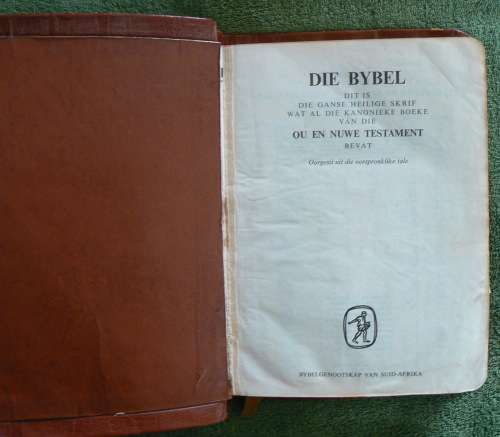 DIE BYBEL
DIT IS
DIE GANSE HEILIGE SKRIF
WAT AL DIE KANONIEKE BOEKE
VAN DIE
OU EN NUWE TESTAMENT
BEVAT
Oorgesit uit die oorspronklike tale
BYBELGENOOTSKAP VAN SUID-AFRIKA